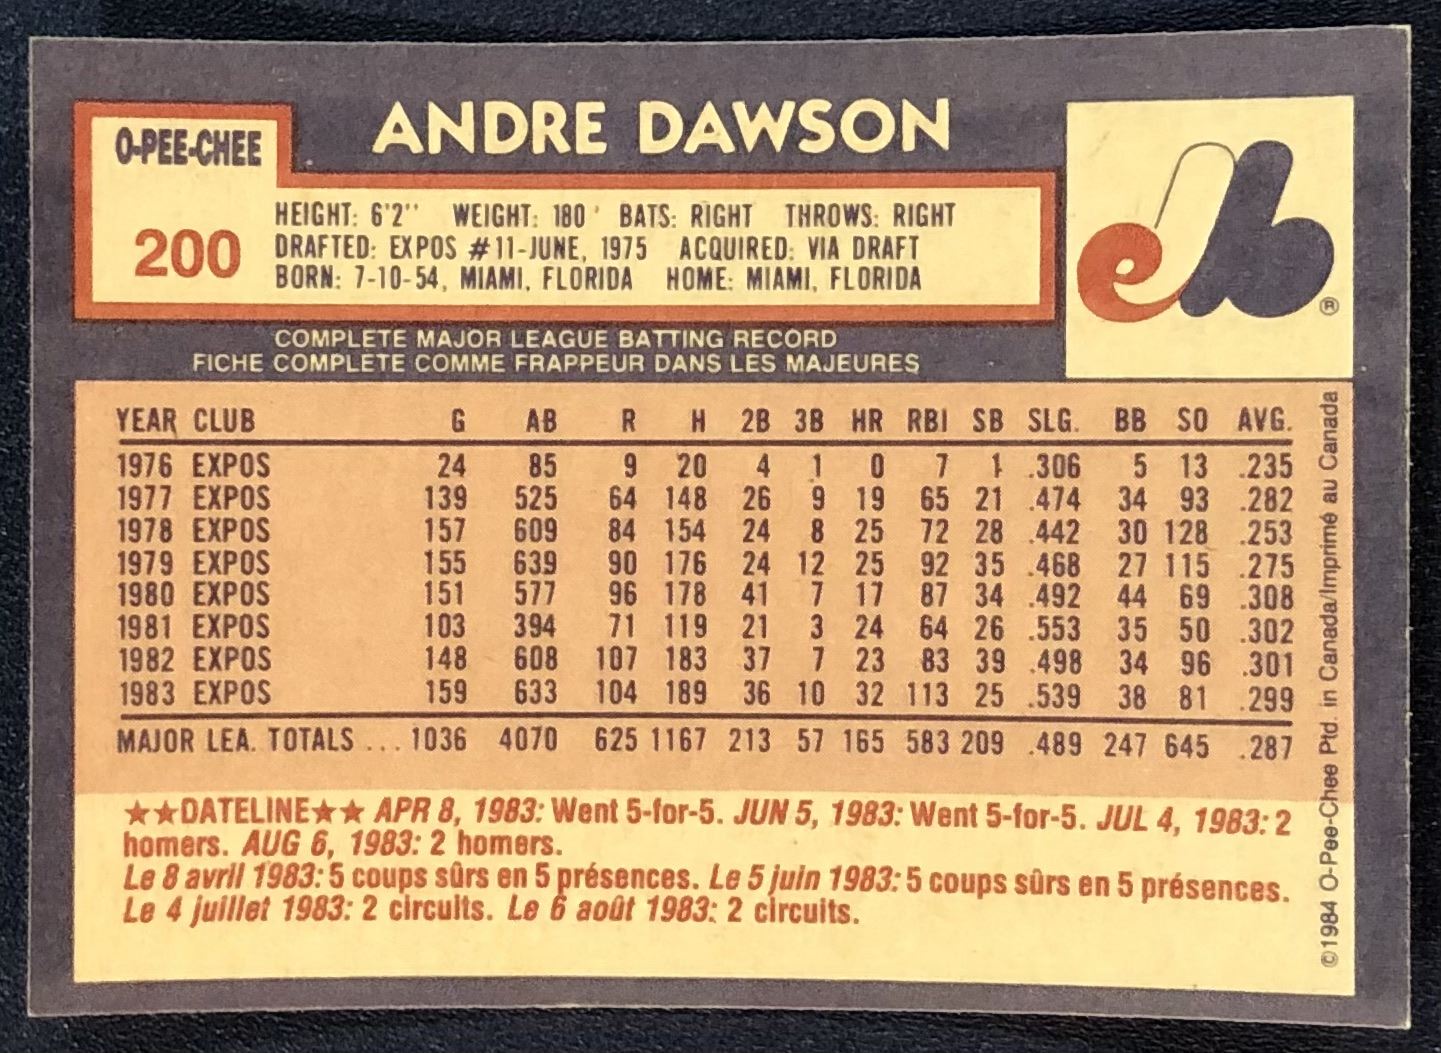 O-PEE-CHEE
200
ANDRE DAWSON
HEIGHT: 6'2'' WEIGHT: 180 BATS: RIGHT THROWS: RIGHT
DRAFTED: EXPOS #11-JUNE, 1975 ACQUIRED: VIA DRAFT
BORN: 7-10-54, MIAMI, FLORIDA HOME: MIAMI, FLORIDA
eb ®
COMPLETE MAJOR LEAGUE BATTING RECORD
FICHE COMPLÈTE COMME FRAPPEUR DANS LES MAJEURES
YEAR CLUB G AB R H 2B 3B HR RBI SB SLG. BB SO AVG.
1976 EXPOS 24 85 9 20 4 1 0 7 1 .306 5 13 .235
1977 EXPOS 139 525 64 148 26 9 19 65 21 .474 34 93 .282
1978 EXPOS 157 609 84 154 24 8 25 72 28 .442 30 128 .253
1979 EXPOS 155 639 90 176 24 12 25 92 35 .468 27 115 .275
1980 EXPOS 151 577 96 178 41 7 17 87 34 .492 44 69 .308
1981 EXPOS 103 394 71 119 21 3 24 64 26 .553 35 50 .302
1982 EXPOS 148 608 107 183 37 7 23 83 39 .498 34 96 .301
1983 EXPOS 159 633 104 189 36 10 32 113 25 .539 38 81 .299
MAJOR LEA. TOTALS ... 1036 4070 625 1167 213 57 165 583 209 .489 247 645 .287
★★DATELINE★★ APR 8, 1983: Went 5-for-5. JUN 5, 1983: Went 5-for-5. JUL 4, 1983: 2
homers. AUG 6, 1983: 2 homers.
Le 8 avril 1983: 5 coups sûrs en 5 présences. Le 5 juin 1983: 5 coups sûrs en 5 présences.
Le 4 juillet 1983: 2 circuits. Le 6 août 1983: 2 circuits.
©1984 O-Pee-Chee Ptd. in Canada/Imprimé au Canada